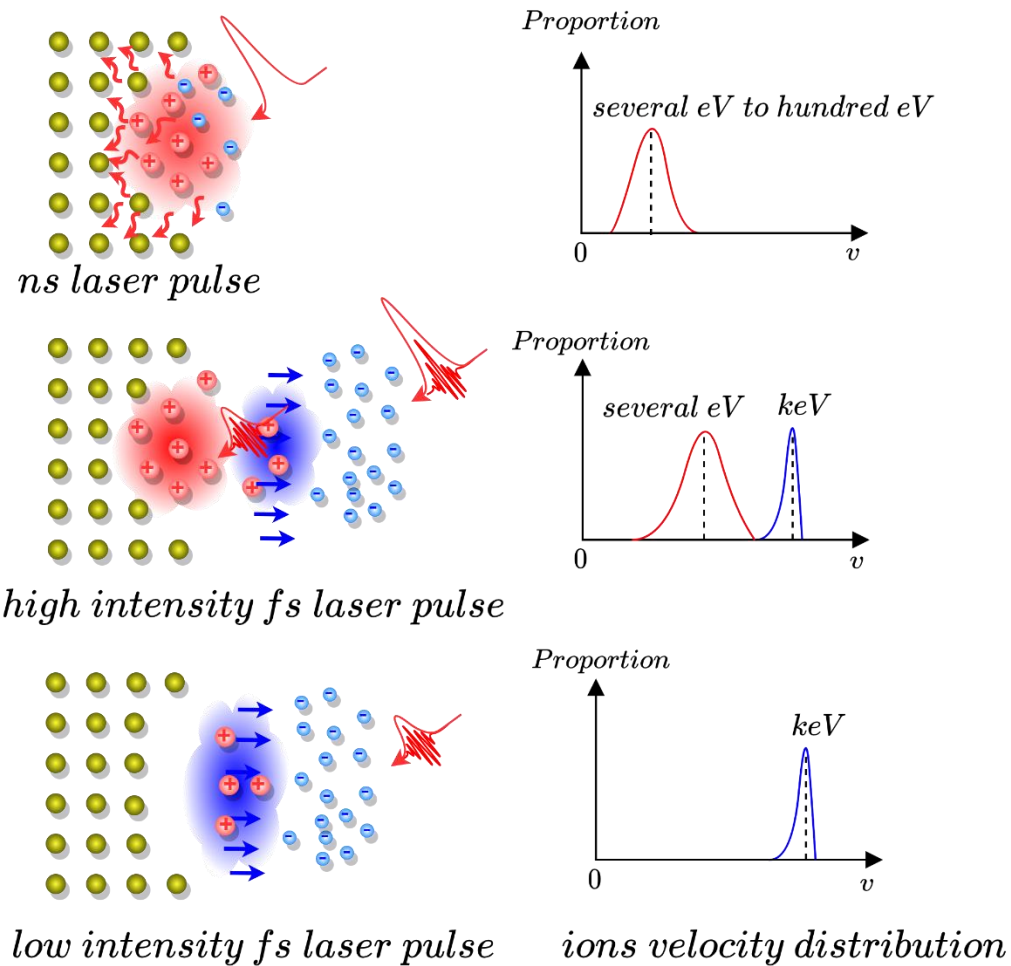 Proportion
several eV to hundred eV
0
v
ns laser pulse
Proportion
several eV
keV
0
v
high intensity fs laser pulse
Proportion
keV
0
v
low intensity fs laser pulse
ions velocity distribution